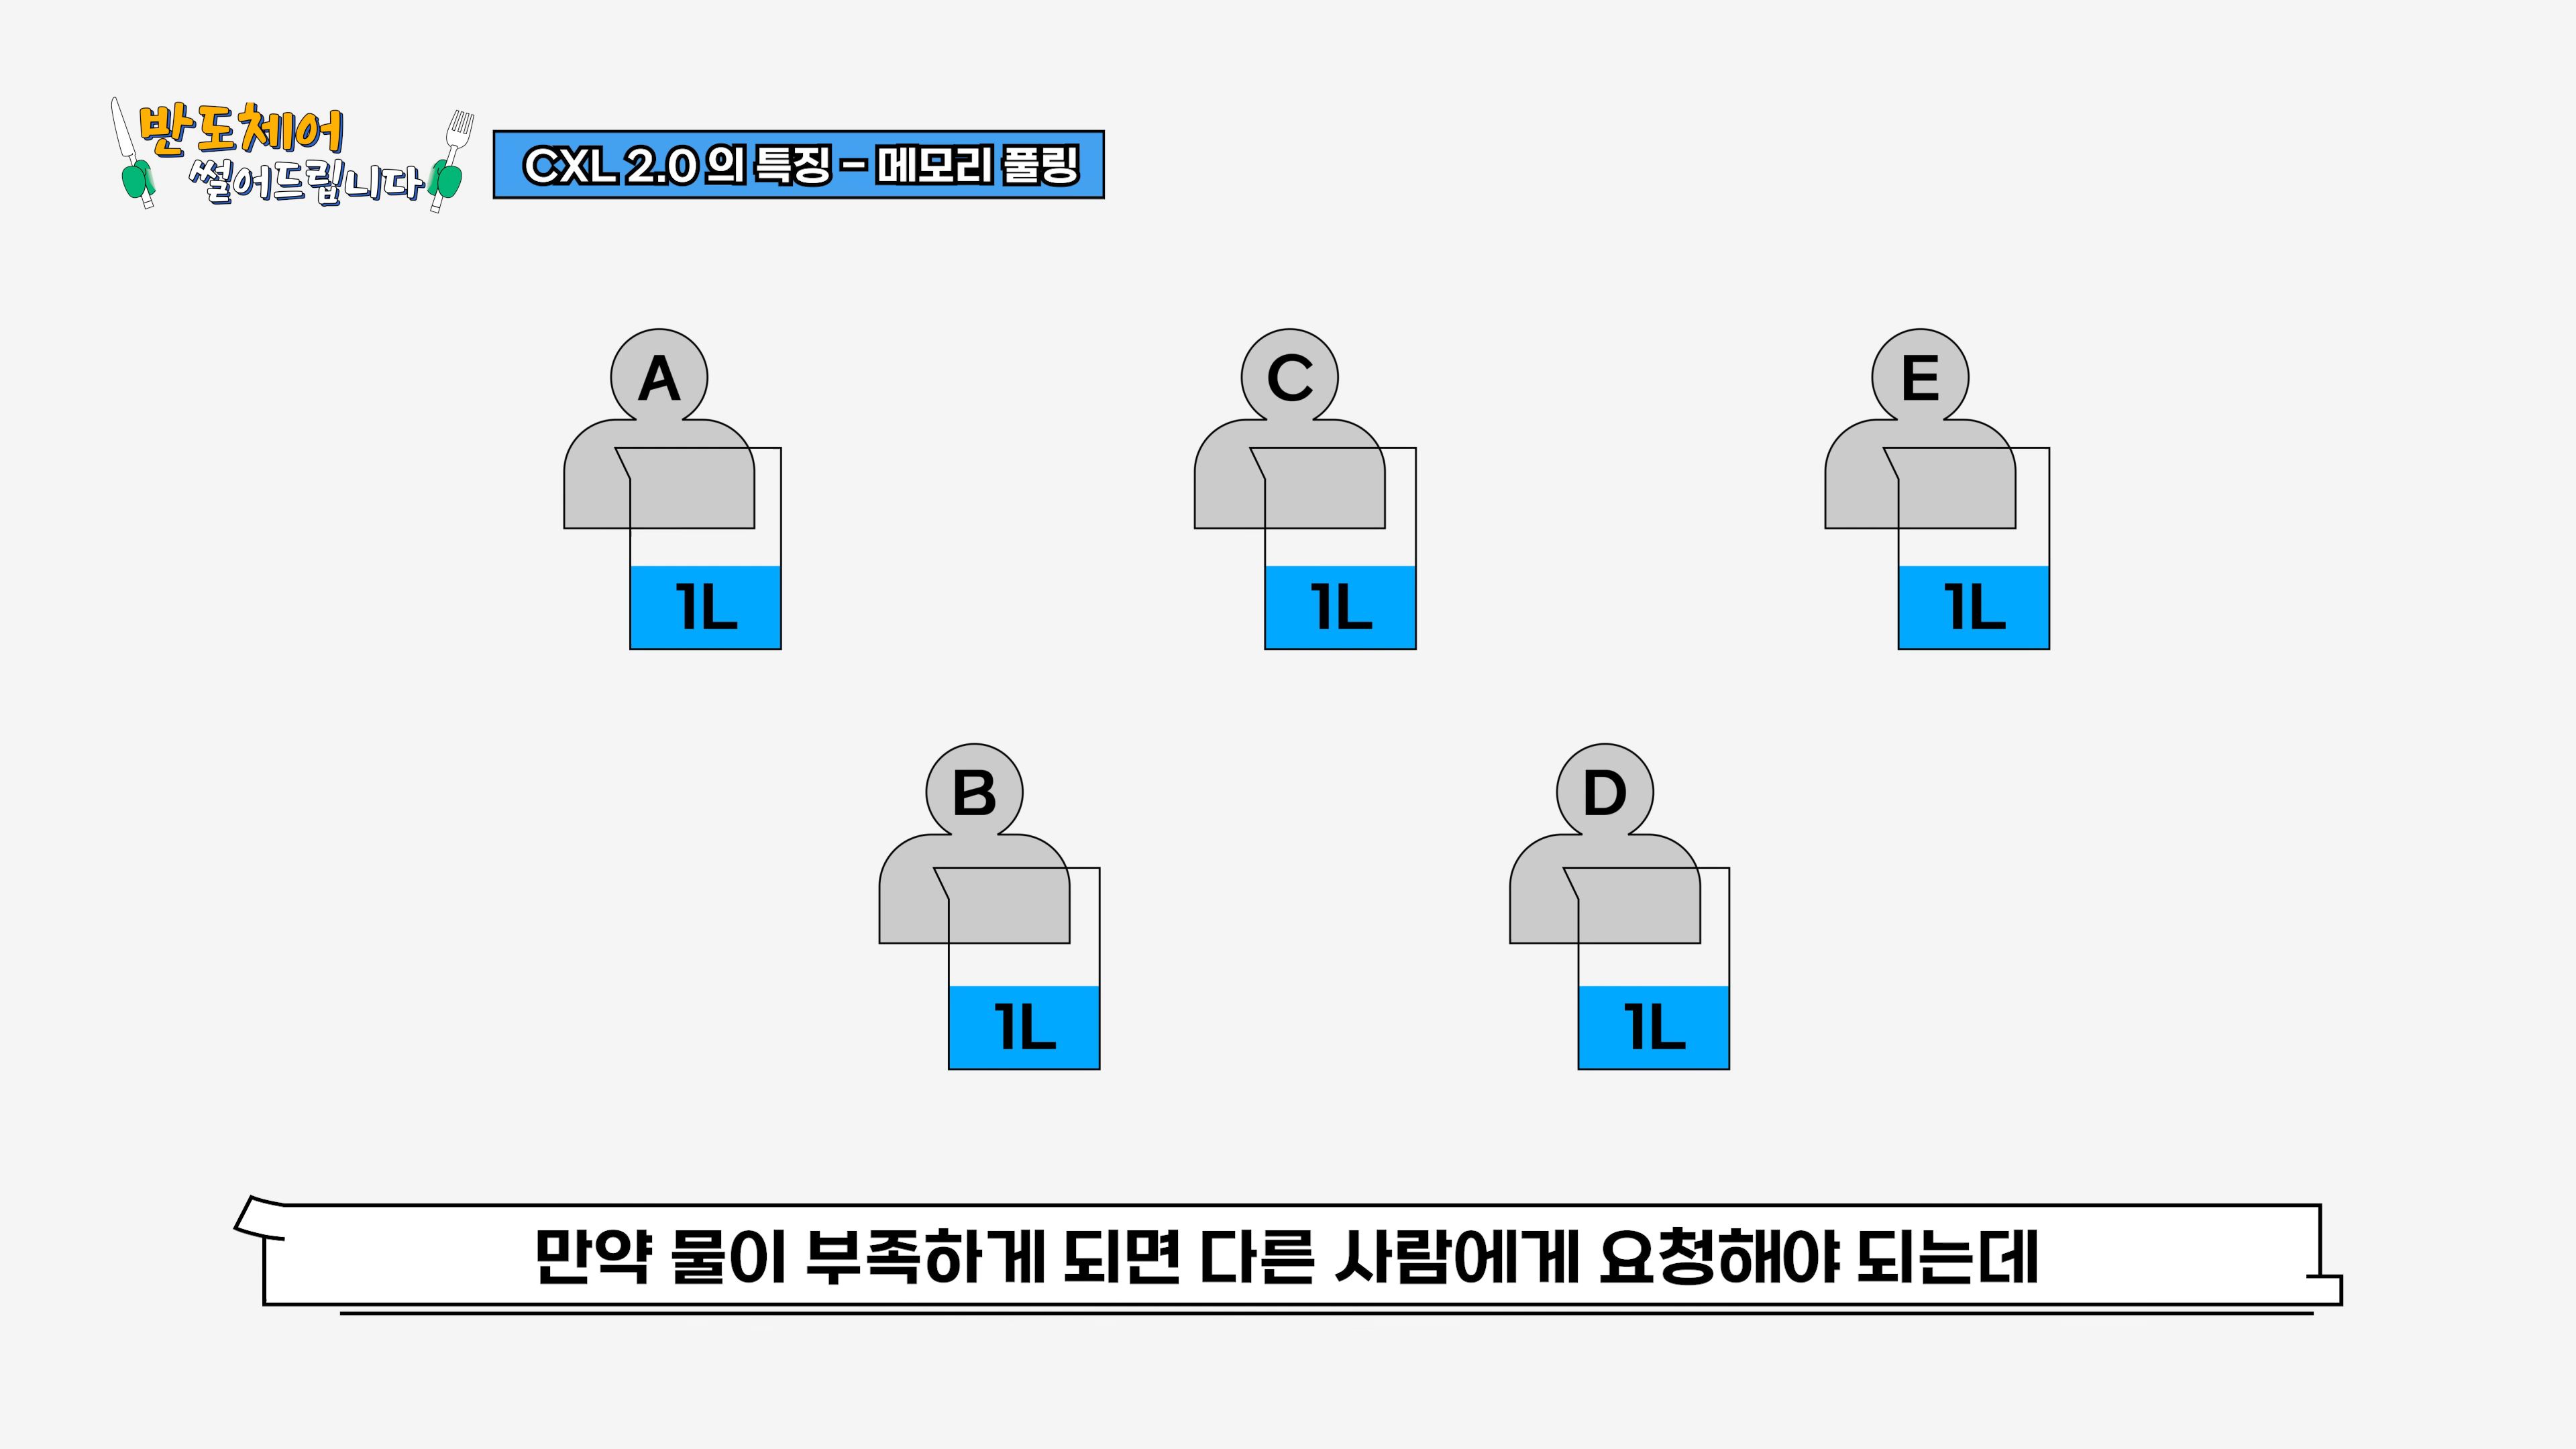 반도체어
썰어드립니다
CXL 2.0의 특징 - 메모리 풀링
A
C
E
1L
1L
1L
B
D
1L
1L
만약 물이 부족하게 되면 다른 사람에게 요청해야 되는데